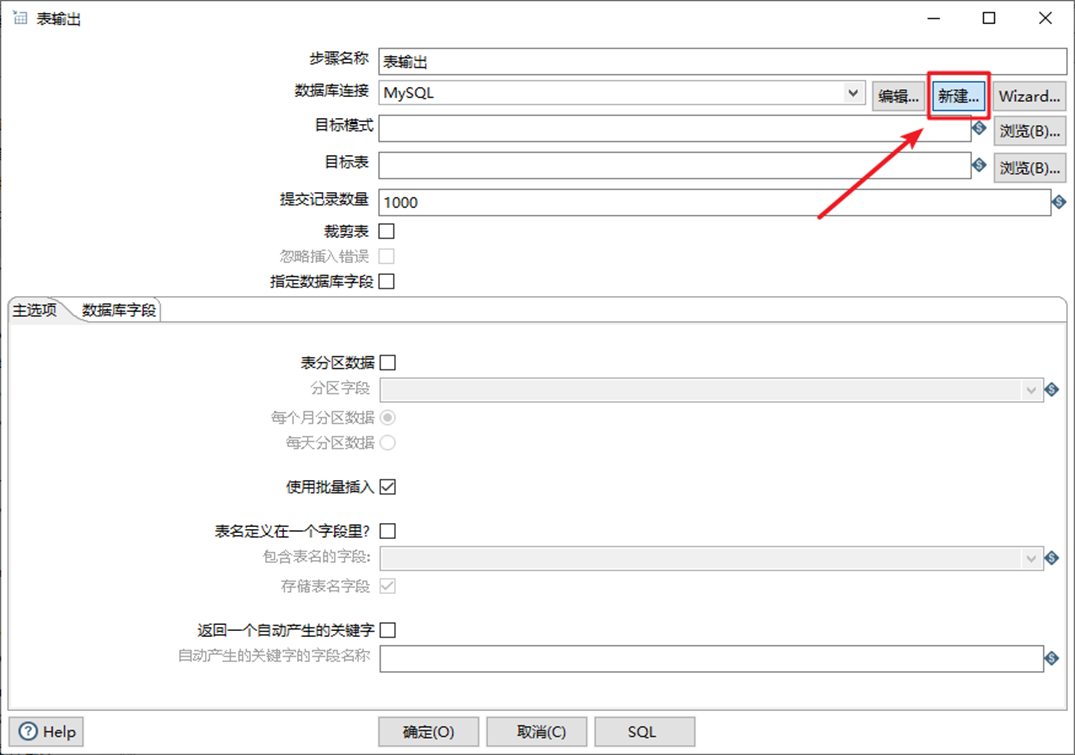 表输出
步骤名称 表输出
数据库连接 MySQL 编辑... 新建... Wizard...
目标模式 浏览(B)...
目标表 浏览(B)...
提交记录数量 1000
裁剪表
忽略插入错误
指定数据库字段
主选项 数据库字段
表分区数据
分区字段
每个月分区数据
每天分区数据
使用批量插入
表名定义在一个字段里?
包含表名的字段:
存储表名字段
返回一个自动产生的关键字
自动产生的关键字的字段名称
Help 确定(O) 取消(C) SQL